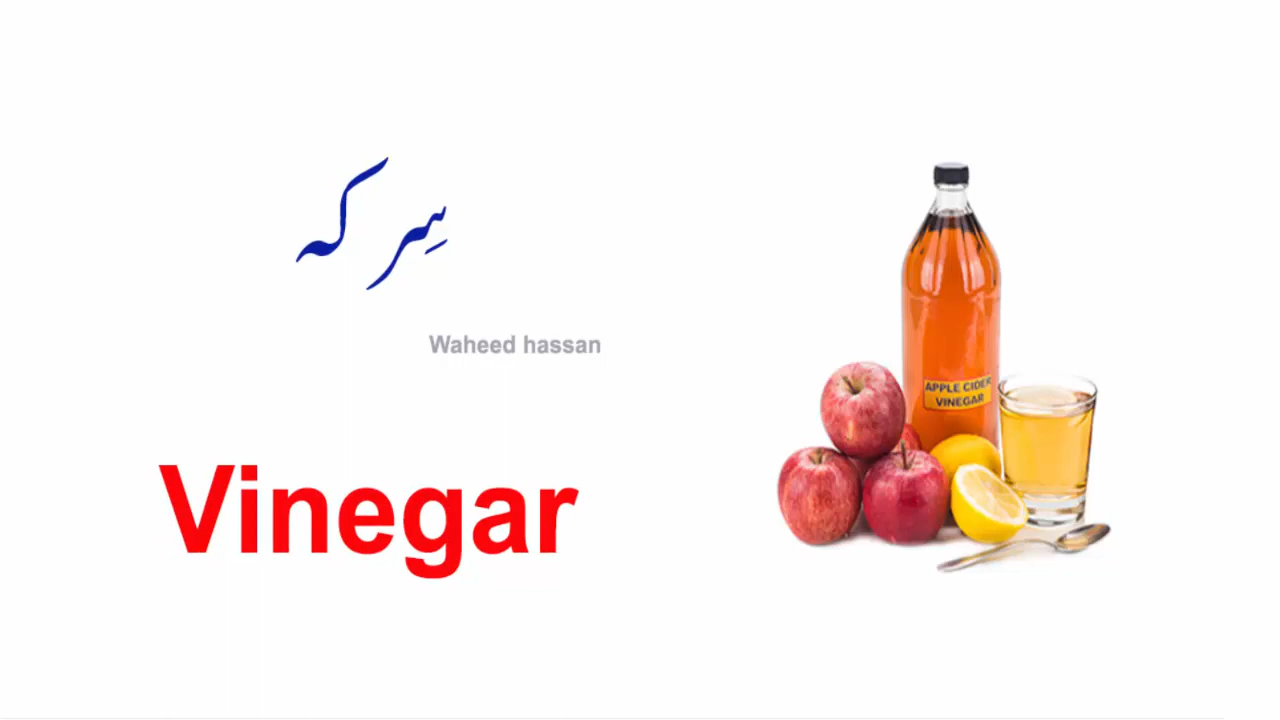 سِرکہ
Waheed hassan
Vinegar
APPLE CIDER
VINEGAR